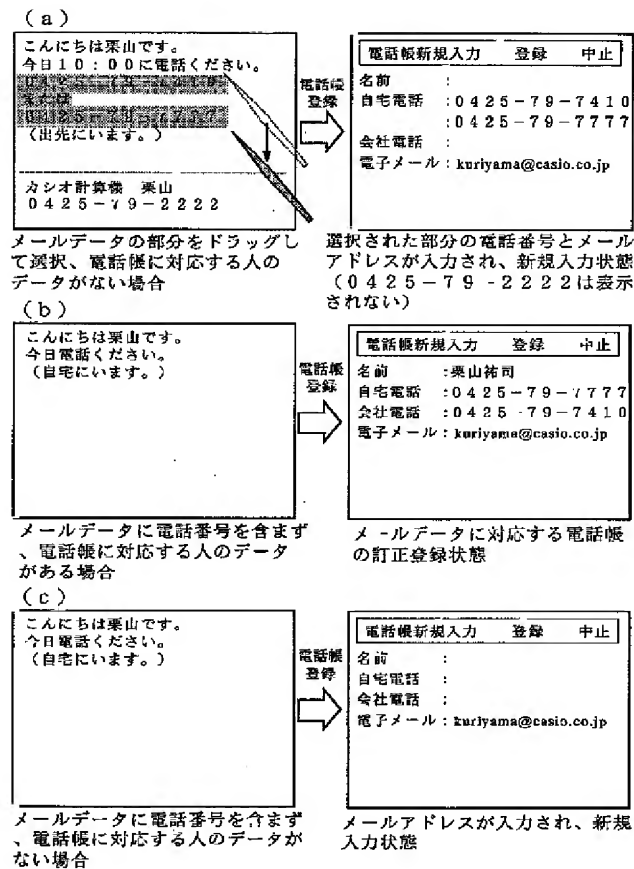 (a)
こんにちは栗山です。
今日10:00に電話ください。
0425-79-7410
または
0425-79-7777
(出先にいます。)
カシオ計算機 栗山
0425-79-2222
電話帳
登録
電話帳新規入力 登録 中止
名前 :
自宅電話 :0425-79-7410
:0425-79-7777
会社電話 :
電子メール:kuriyama@casio.co.jp
メールデータの部分をドラッグし
て選択、電話帳に対応する人の
データがない場合
選択された部分の電話番号とメール
アドレスが入力され、新規入力状態
(0425-79-2222は表示
されない)
(b)
こんにちは栗山です。
今日電話ください。
(自宅にいます。)
電話帳
登録
電話帳新規入力 登録 中止
名前 :栗山祐司
自宅電話 :0425-79-7777
会社電話 :0425-79-7410
電子メール:kuriyama@casio.co.jp
メールデータに電話番号を含まず
、電話帳に対応する人のデータ
がある場合
メールデータに対応する電話帳
の訂正登録状態
(c)
こんにちは栗山です。
今日電話ください。
(自宅にいます。)
電話帳
登録
電話帳新規入力 登録 中止
名前 :
自宅電話 :
会社電話 :
電子メール:kuriyama@casio.co.jp
メールデータに電話番号を含まず
、電話帳に対応する人のデータが
ない場合
メールアドレスが入力され、新規
入力状態